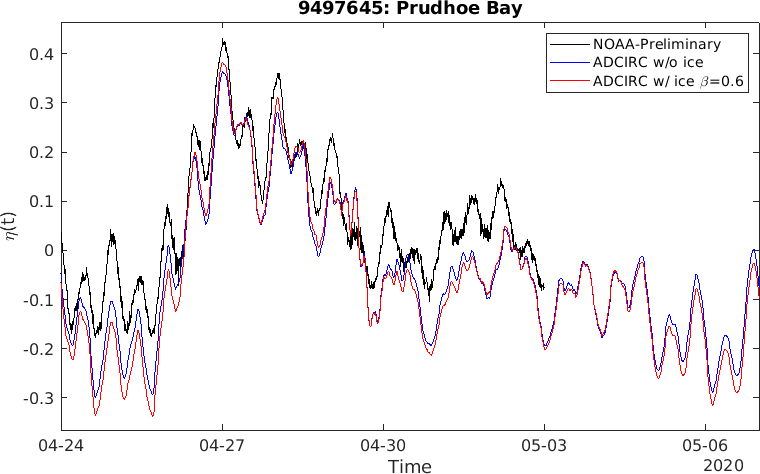 9497645: Prudhoe Bay
NOAA-Preliminary
ADCIRC w/o ice
ADCIRC w/ ice β=0.6
η(t)
0.4
0.3
0.2
0.1
0
-0.1
-0.2
-0.3
04-24 04-27 04-30 05-03 05-06
2020
Time